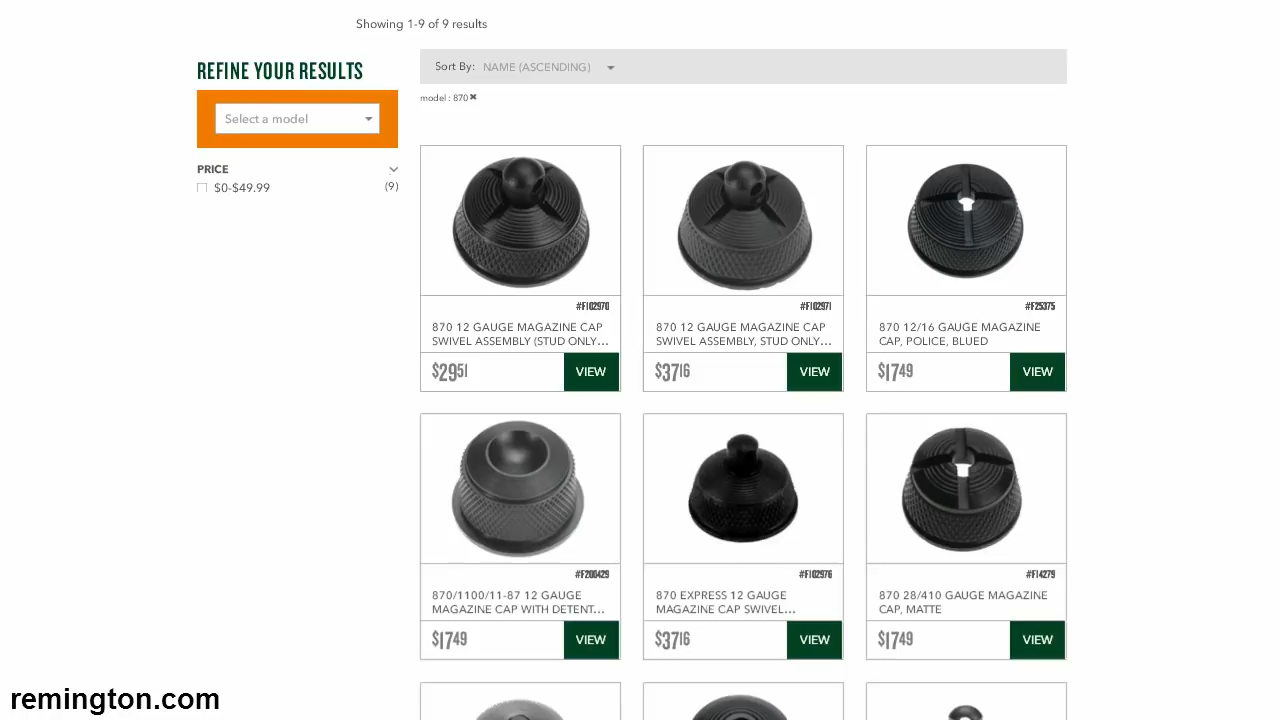 Showing 1-9 of 9 results
REFINE YOUR RESULTS
Sort By: NAME (ASCENDING)
model : 870✖
Select a model
PRICE
$0-$49.99 (9)
#F102970
870 12 GAUGE MAGAZINE CAP
SWIVEL ASSEMBLY (STUD ONLY...
$2951 VIEW
#F102971
870 12 GAUGE MAGAZINE CAP
SWIVEL ASSEMBLY, STUD ONLY...
$3716 VIEW
#F25375
870 12/16 GAUGE MAGAZINE
CAP, POLICE, BLUED
$1749 VIEW
#F200429
870/1100/11-87 12 GAUGE
MAGAZINE CAP WITH DETENT...
$1749 VIEW
#F102976
870 EXPRESS 12 GAUGE
MAGAZINE CAP SWIVEL...
$3716 VIEW
#F14279
870 28/410 GAUGE MAGAZINE
CAP, MATTE
$1749 VIEW
remington.com